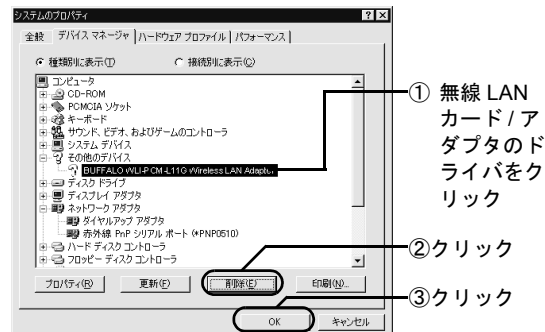 システムのプロパティ
全般 デバイス マネージャ ハードウェア プロファイル パフォーマンス
種類別に表示(T) 接続別に表示(C)
コンピュータ
CD-ROM
PCMCIA ソケット
キーボード
サウンド、ビデオ、およびゲームのコントローラ
システム デバイス
その他のデバイス
BUFFALO WLI-PCM-L11G Wireless LAN Adapter
ディスク ドライブ
ディスプレイ アダプタ
ネットワーク アダプタ
ダイヤルアップ アダプタ
赤外線 PnP シリアル ポート (*PNP0510)
ハード ディスク コントローラ
フロッピー ディスク コントローラ
プロパティ(R) 更新(F) 削除(E) 印刷(N)...
OK キャンセル
① 無線 LAN
カード / ア
ダプタのド
ライバをク
リック
②クリック
③クリック